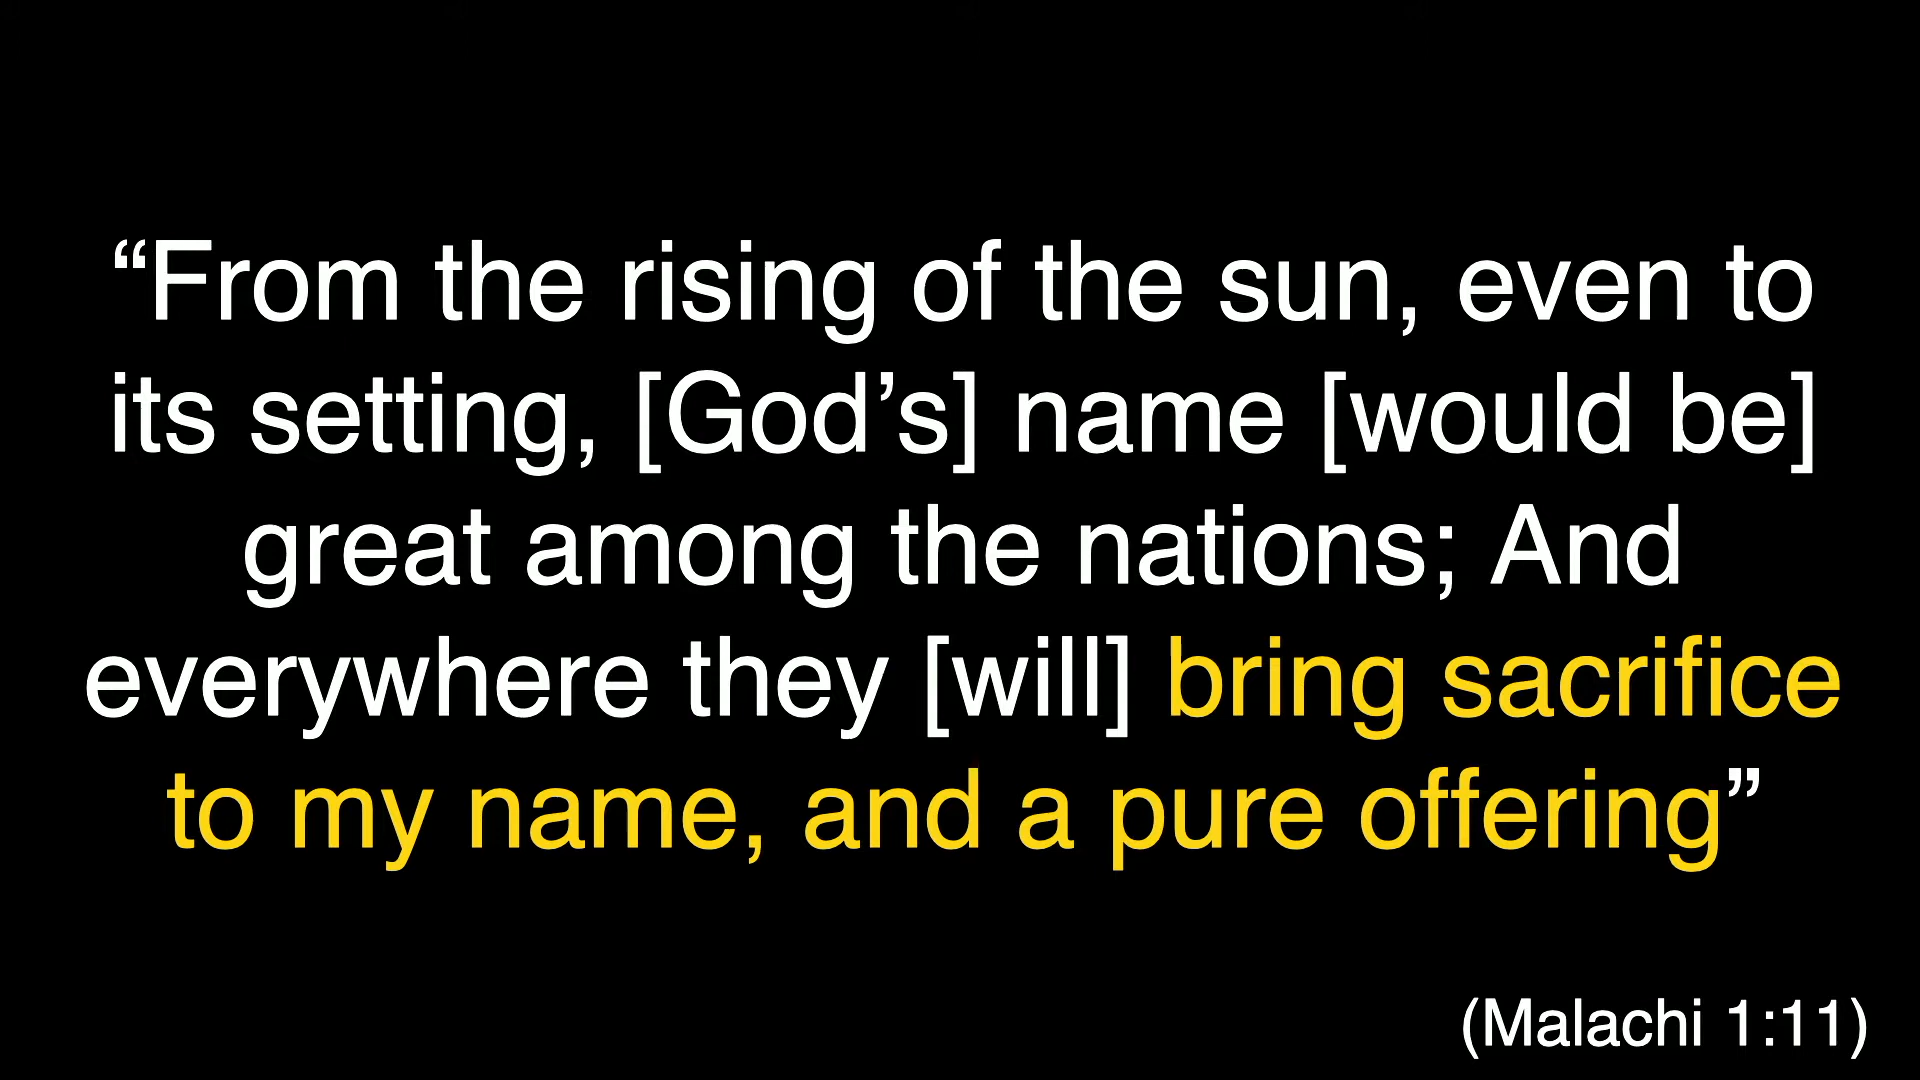 “From the rising of the sun, even to
its setting, [God’s] name [would be]
great among the nations; And
everywhere they [will] bring sacrifice
to my name, and a pure offering”
(Malachi 1:11)